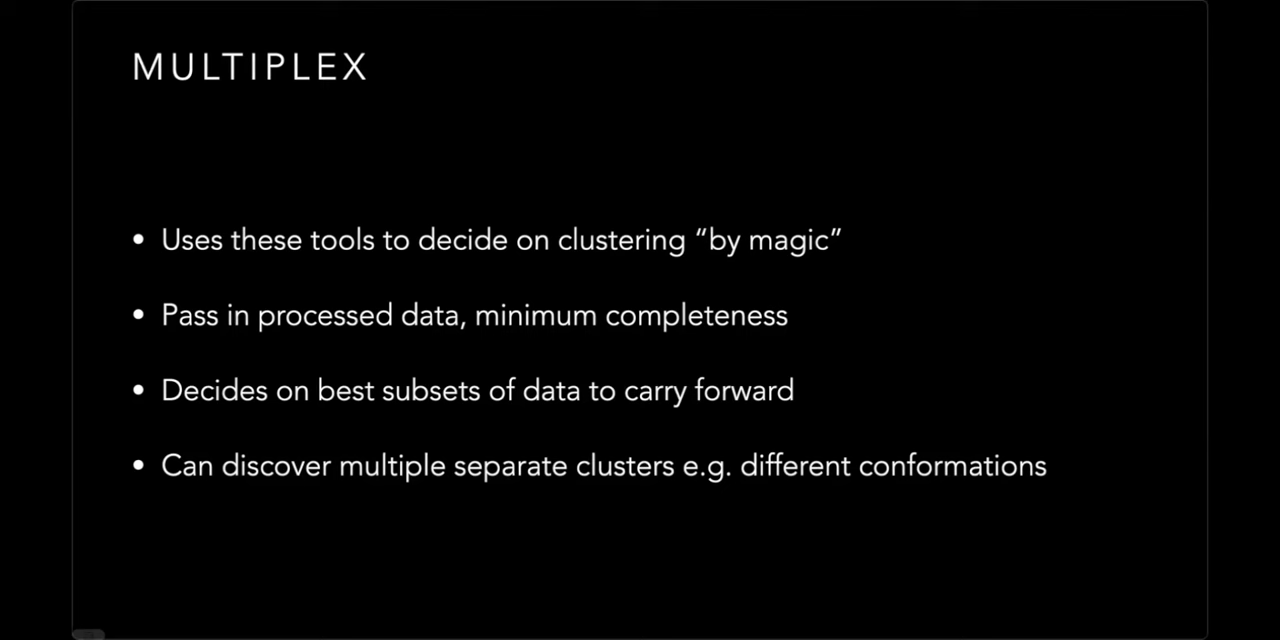 MULTIPLEX
• Uses these tools to decide on clustering “by magic”
• Pass in processed data, minimum completeness
• Decides on best subsets of data to carry forward
• Can discover multiple separate clusters e.g. different conformations